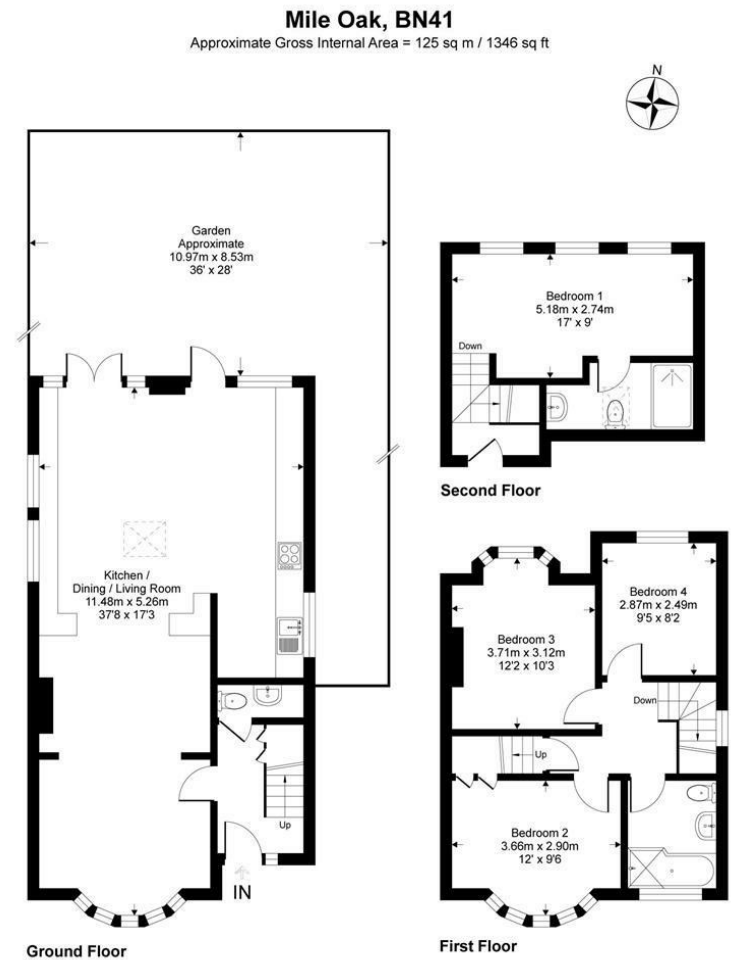 Mile Oak, BN41
Approximate Gross Internal Area = 125 sq m / 1346 sq ft
N
Garden
Approximate
10.97m x 8.53m
36' x 28'
Kitchen /
Dining / Living Room
11.48m x 5.26m
37'8 x 17'3
Up
IN
Ground Floor
Bedroom 1
5.18m x 2.74m
17' x 9'
Down
Second Floor
Bedroom 4
2.87m x 2.49m
9'5 x 8'2
Bedroom 3
3.71m x 3.12m
12'2 x 10'3
Down
Up
Bedroom 2
3.66m x 2.90m
12' x 9'6
First Floor